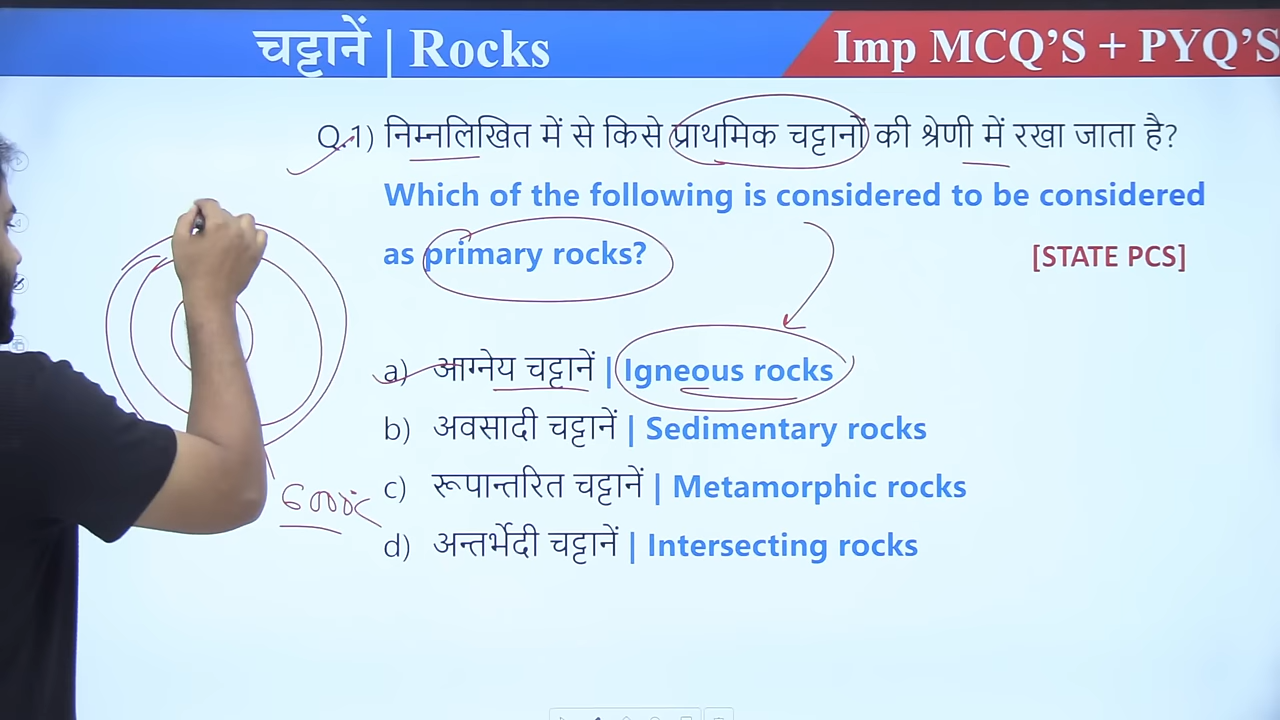 चट्टानें | Rocks
Imp MCQ'S + PYQ'S
Q.1) निम्नलिखित में से किसे प्राथमिक चट्टानों की श्रेणी में रखा जाता है?
Which of the following is considered to be considered
as primary rocks?
[STATE PCS]
a) आग्नेय चट्टानें | Igneous rocks
b) अवसादी चट्टानें | Sedimentary rocks
c) रूपान्तरित चट्टानें | Metamorphic rocks
d) अन्तर्भेदी चट्टानें | Intersecting rocks
6000°C